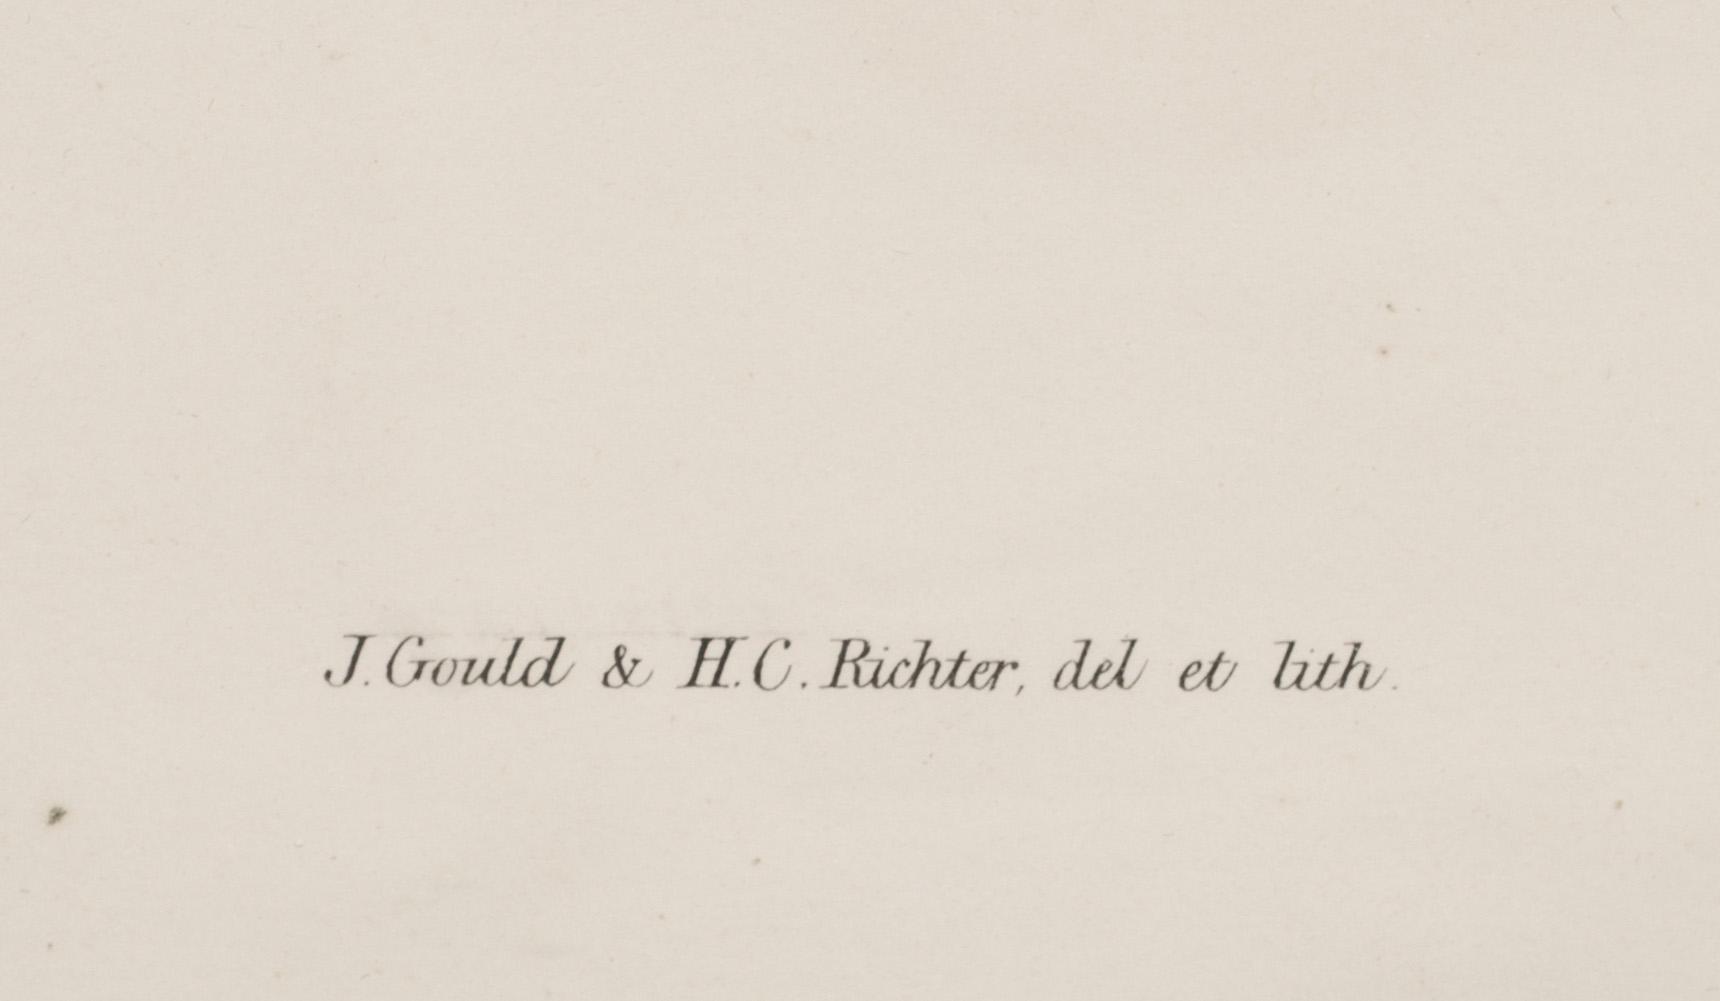 J. Gould & H. C. Richter, del et lith.